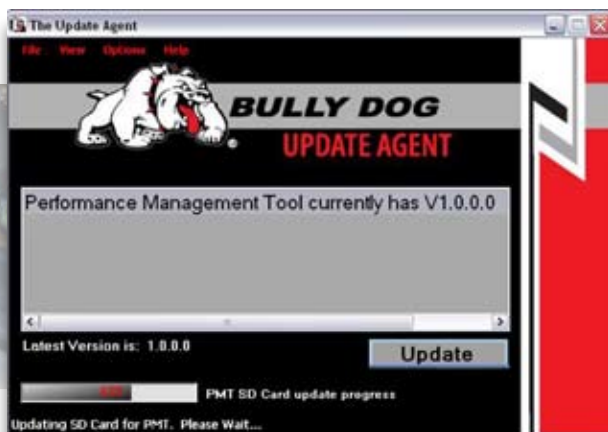 The Update Agent
File View Options Help
BULLY DOG
®
UPDATE AGENT
Performance Management Tool currently has V1.0.0.0
Latest Version is: 1.0.0.0
Update
PMT SD Card update progress
Updating SD Card for PMT. Please Wait...